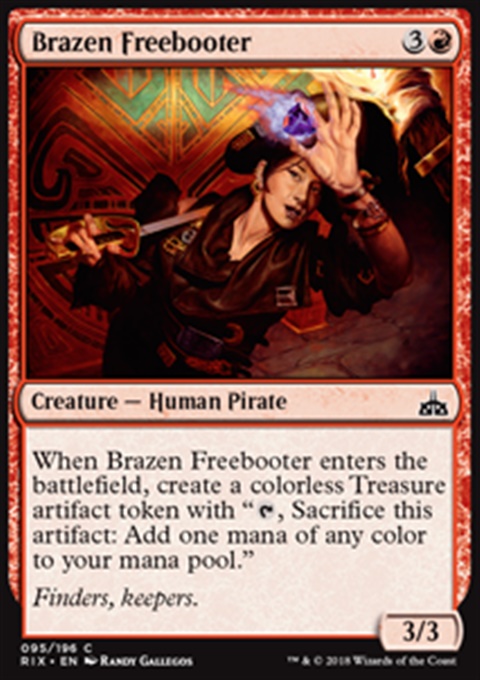 Brazen Freebooter 3
Creature — Human Pirate
When Brazen Freebooter enters the
battlefield, create a colorless Treasure
artifact token with “ , Sacrifice this
artifact: Add one mana of any color
to your mana pool.”
Finders, keepers.
3/3
095/196 C
RIX • EN Randy Gallegos
™ & © 2018 Wizards of the Coast